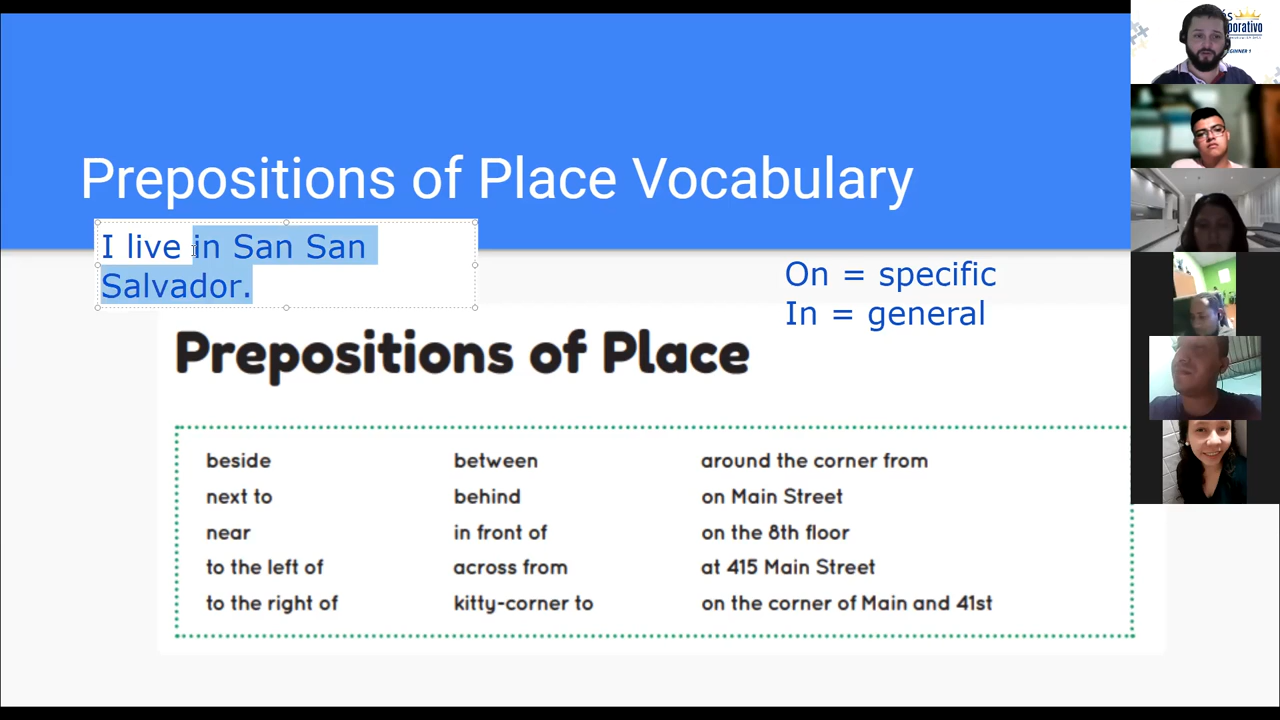 Prepositions of Place Vocabulary
I live in San San
Salvador.
On = specific
In = general
Prepositions of Place
beside
next to
near
to the left of
to the right of
between
behind
in front of
across from
kitty-corner to
around the corner from
on Main Street
on the 8th floor
at 415 Main Street
on the corner of Main and 41st